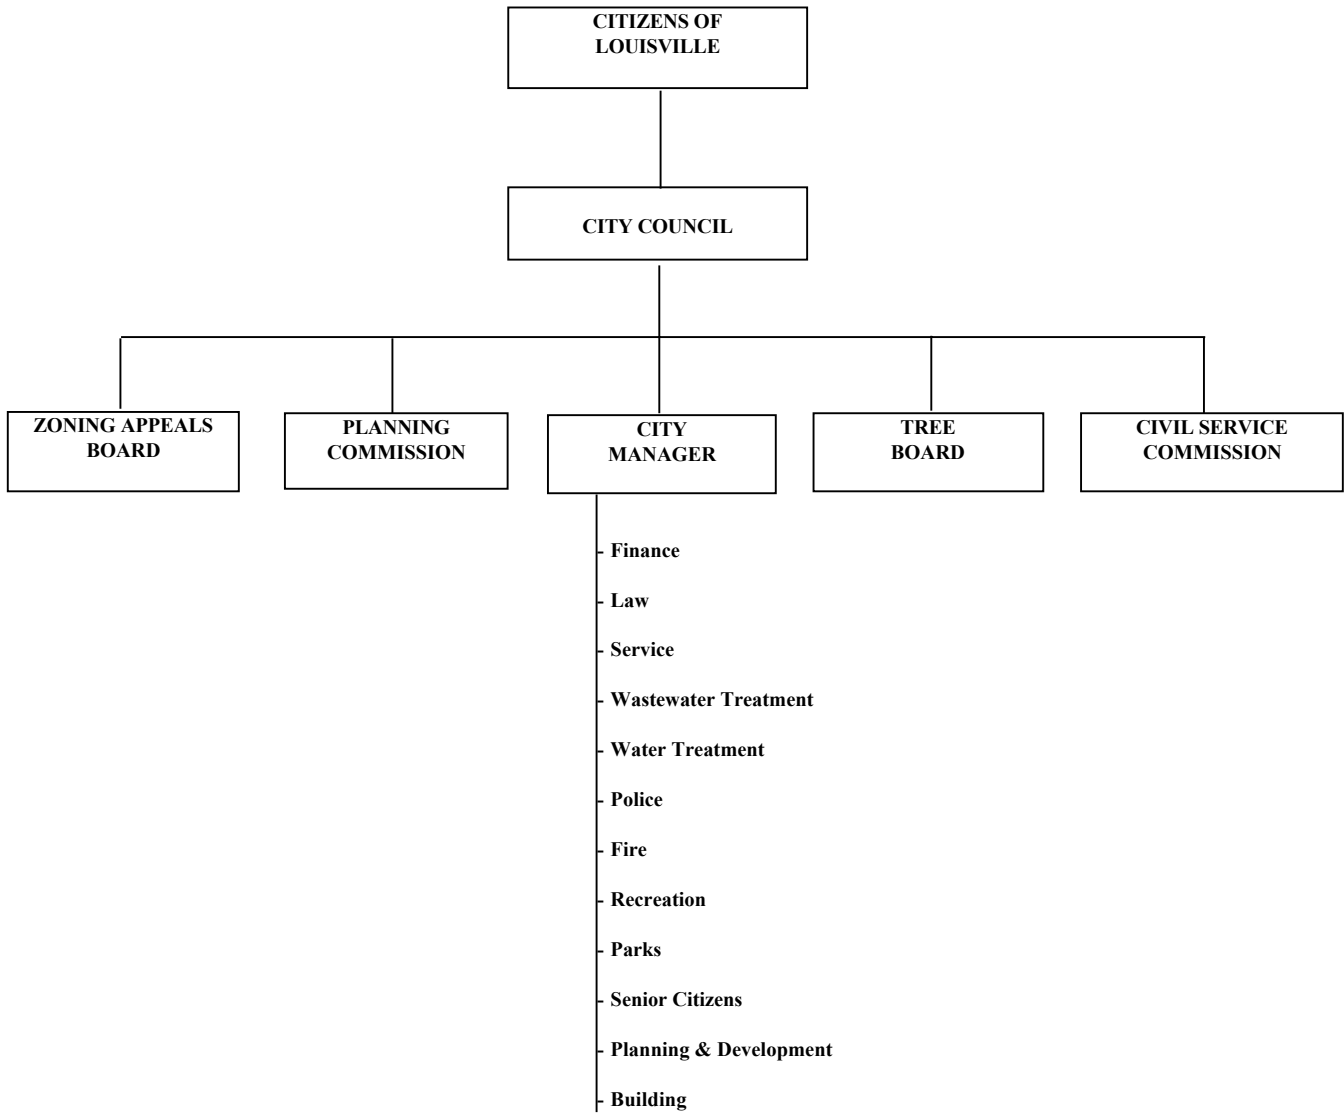 CITIZENS OF
LOUISVILLE
CITY COUNCIL
ZONING APPEALS
BOARD
PLANNING
COMMISSION
CITY
MANAGER
TREE
BOARD
CIVIL SERVICE
COMMISSION
- Finance
- Law
- Service
- Wastewater Treatment
- Water Treatment
- Police
- Fire
- Recreation
- Parks
- Senior Citizens
- Planning & Development
- Building